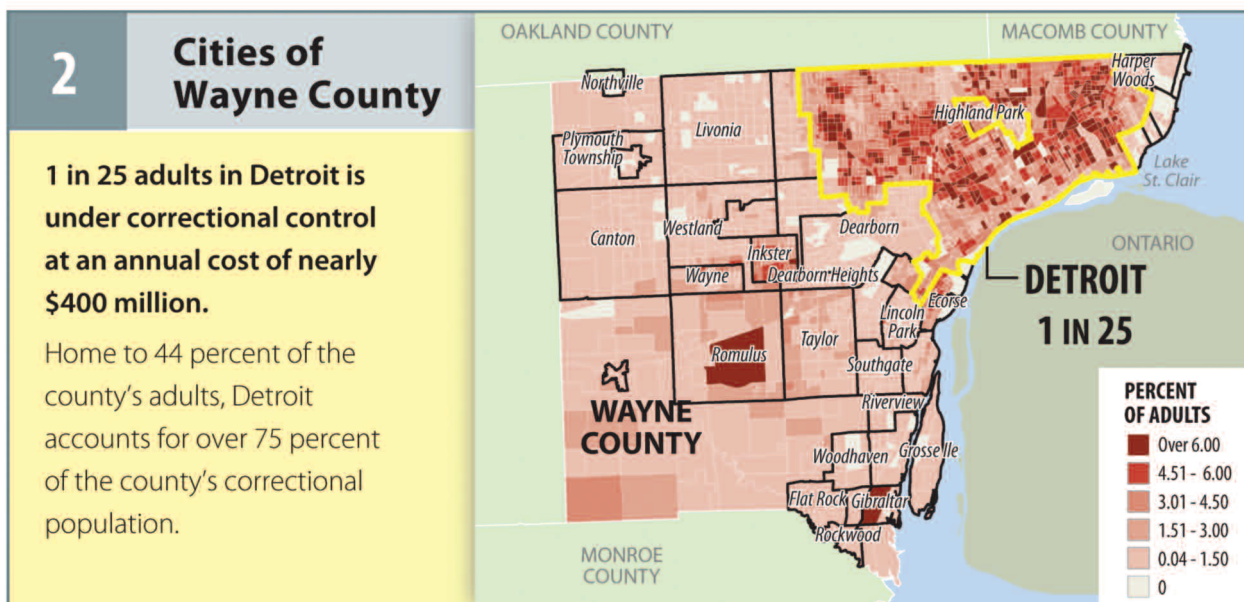 2
Cities of
Wayne County
1 in 25 adults in Detroit is
under correctional control
at an annual cost of nearly
$400 million.
Home to 44 percent of the
county’s adults, Detroit
accounts for over 75 percent
of the county’s correctional
population.
OAKLAND COUNTY
MACOMB COUNTY
Northville
Harper
Woods
Livonia
Highland Park
Plymouth
Township
Lake
St. Clair
Canton
Westland
Dearborn
ONTARIO
Inkster
Wayne
Dearborn Heights
DETROIT
1 IN 25
Ecorse
Lincoln
Park
Romulus
Taylor
Southgate
WAYNE
COUNTY
Riverview
Woodhaven
Grosse Ile
Flat Rock
Gibraltar
Rockwood
MONROE
COUNTY
PERCENT
OF ADULTS
Over 6.00
4.51 - 6.00
3.01 - 4.50
1.51 - 3.00
0.04 - 1.50
0